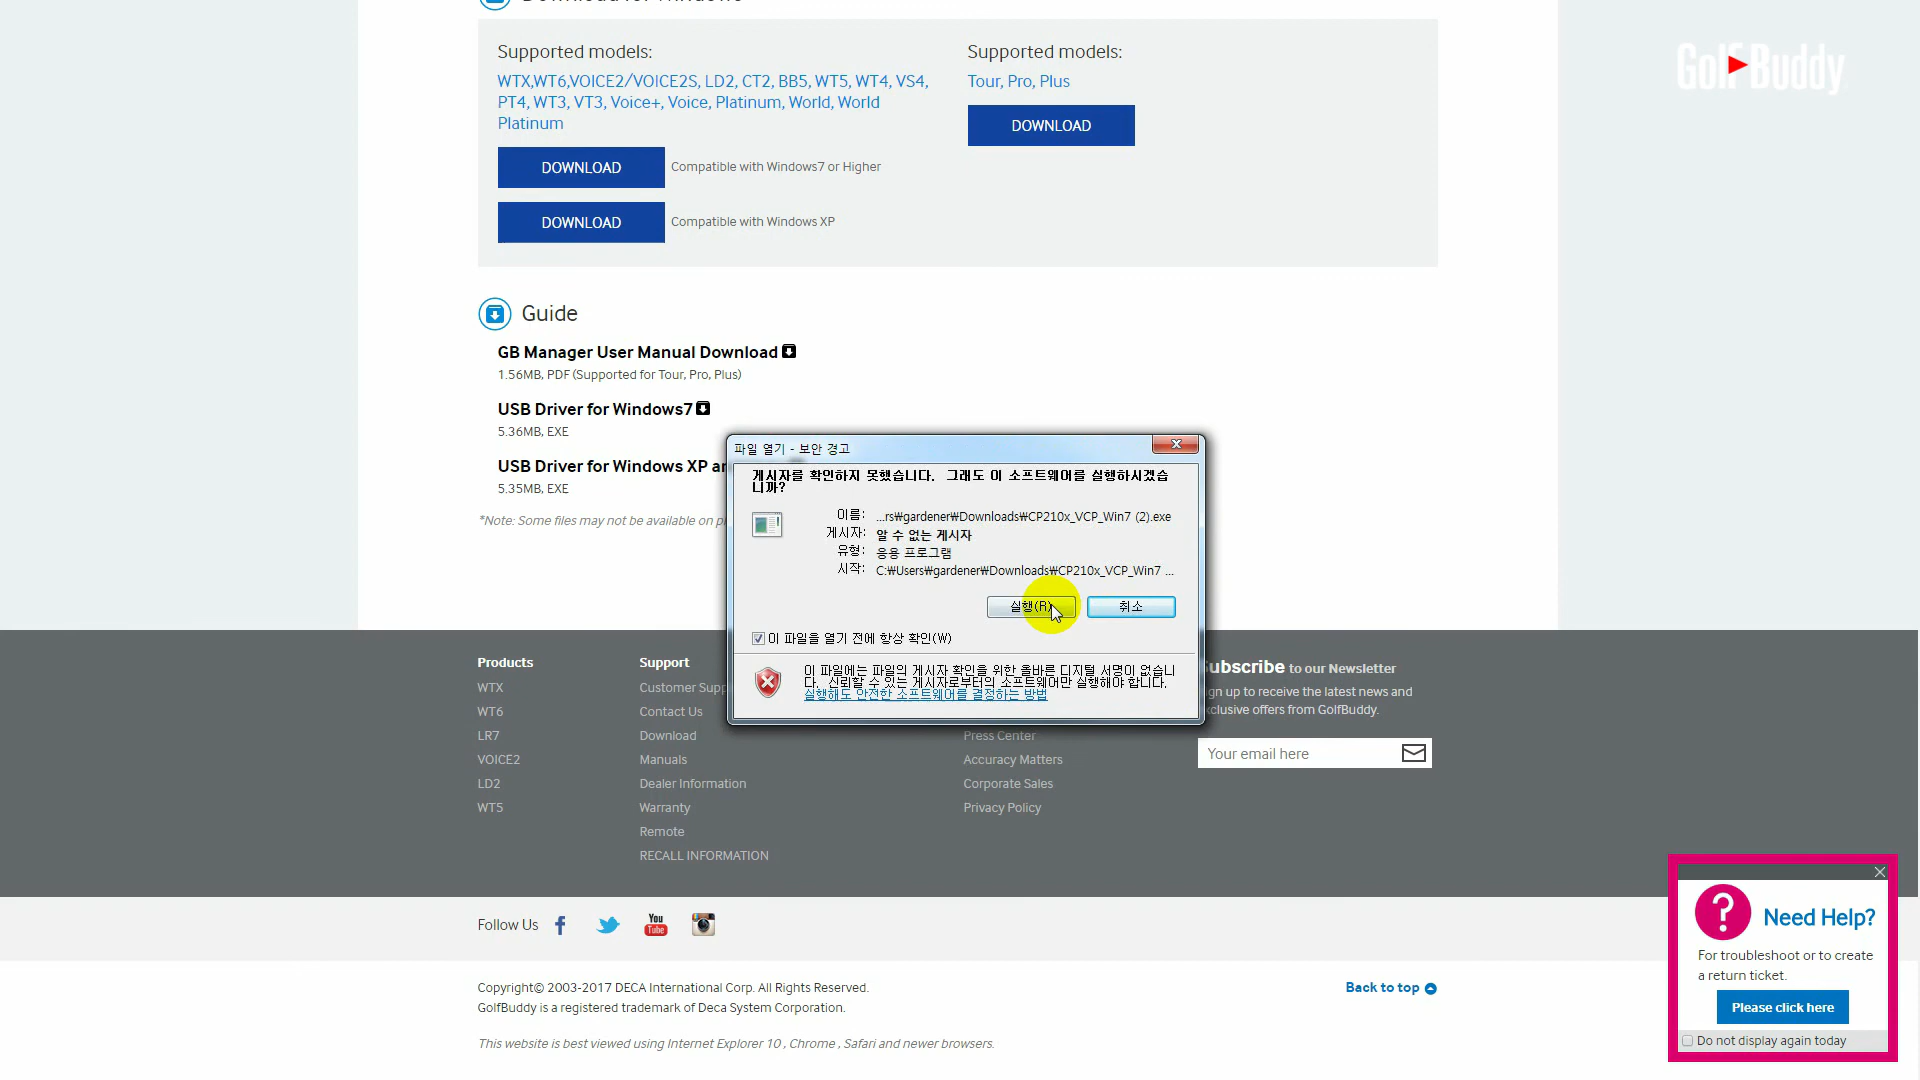 Download for Windows
Supported models:
WTX,WT6,VOICE2/VOICE2S, LD2, CT2, BB5, WT5, WT4, VS4,
PT4, WT3, VT3, Voice+, Voice, Platinum, World, World
Platinum
DOWNLOAD Compatible with Windows7 or Higher
DOWNLOAD Compatible with Windows XP
Supported models:
Tour, Pro, Plus
DOWNLOAD
GolfBuddy
Guide
GB Manager User Manual Download
1.56MB, PDF (Supported for Tour, Pro, Plus)
USB Driver for Windows7
5.36MB, EXE
USB Driver for Windows XP
5.35MB, EXE
*Note: Some files may not be available on
파일 열기 - 보안 경고
게시자를 확인하지 못했습니다. 그래도 이 소프트웨어를 실행하시겠습
니까?
이름: ...rs₩gardener₩Downloads₩CP210x_VCP_Win7 (2).exe
게시자: 알 수 없는 게시자
유형: 응용 프로그램
시작: C:₩Users₩gardener₩Downloads₩CP210x_VCP_Win7 ...
실행(R) 취소
이 파일을 열기 전에 항상 확인(W)
이 파일에는 파일의 게시자 확인을 위한 올바른 디지털 서명이 없습니
다. 신뢰할 수 있는 게시자로부터의 소프트웨어만 실행해야 합니다.
실행해도 안전한 소프트웨어를 결정하는 방법
Products
WTX
WT6
LR7
VOICE2
LD2
WT5
Support
Customer Supp
Contact Us
Download
Manuals
Dealer Information
Warranty
Remote
RECALL INFORMATION
Press Center
Accuracy Matters
Corporate Sales
Privacy Policy
ubscribe to our Newsletter
ign up to receive the latest news and
xclusive offers from GolfBuddy.
Your email here
Follow Us
You
Tube
Copyright© 2003-2017 DECA International Corp. All Rights Reserved.
GolfBuddy is a registered trademark of Deca System Corporation.
Back to top
This website is best viewed using Internet Explorer 10 , Chrome , Safari and newer browsers.
Need Help?
For troubleshoot or to create
a return ticket.
Please click here
Do not display again today